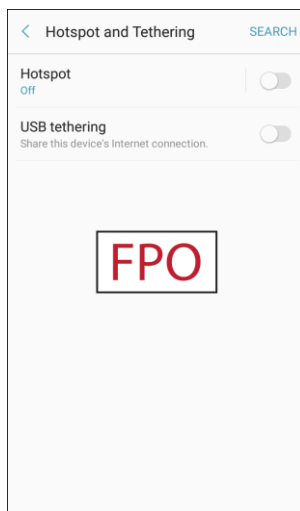 Hotspot and Tethering SEARCH
Hotspot
Off
USB tethering
Share this device's Internet connection.
FPO